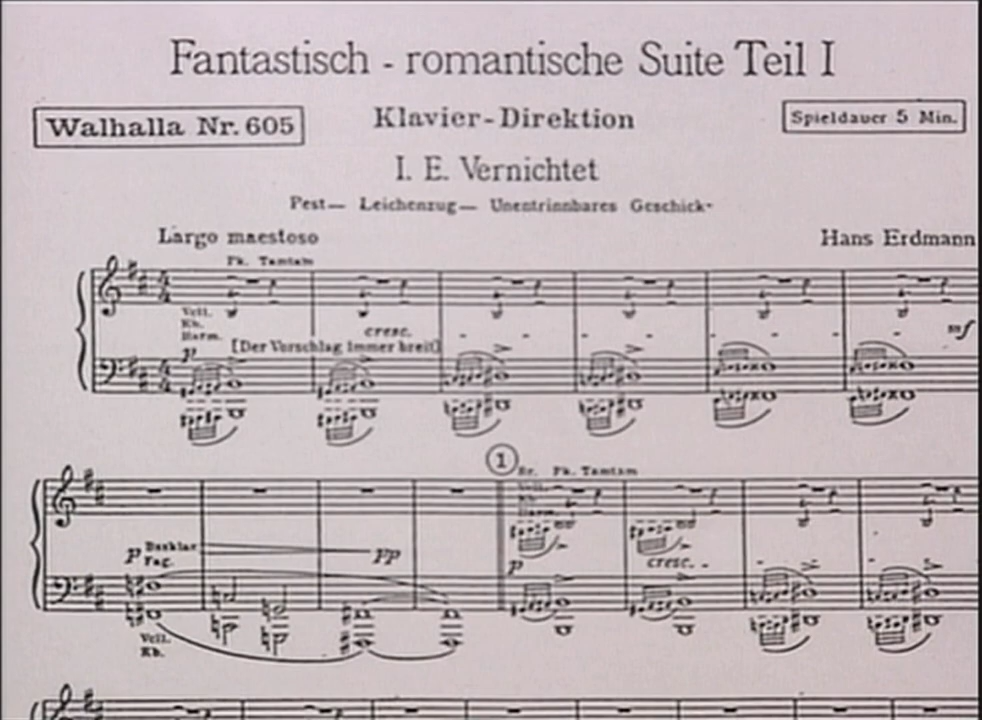 Fantastisch - romantische Suite Teil I
Walhalla Nr. 605
Klavier-Direktion
Spieldauer 5 Min.
I. E. Vernichtet
Pest— Leichenzug— Unentrinnbares Geschick-
Largo maestoso
Hans Erdmann
Pk. Tamtam
Vcll.
Kb.
Harm.
cresc.
mf
p
[Der Vorschlag immer breit]
1
Br. Pk. Tamtam
Vcll.
Kb
Harm.
p
Basklar
Fag.
pp
p
cresc. -
Vcll.
Kb.